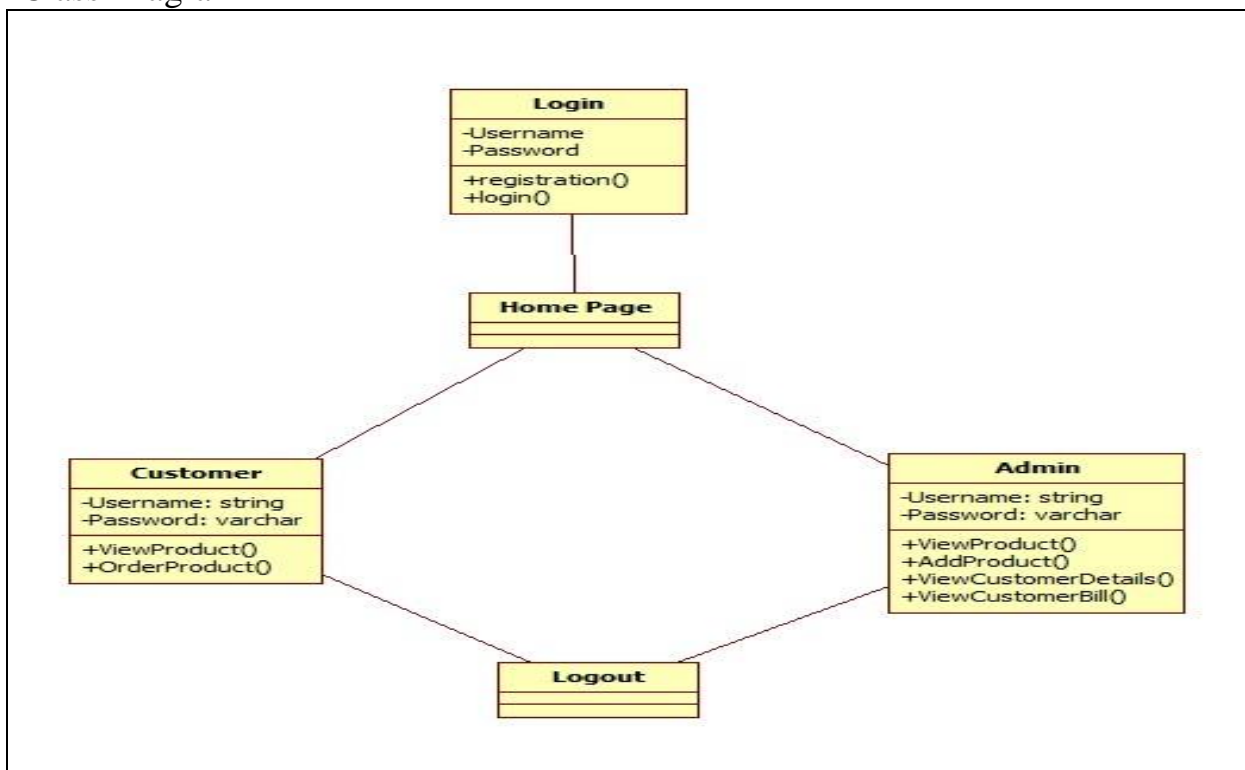 Login
-Username
-Password
+registration()
+login()
Home Page
Customer
-Username: string
-Password: varchar
+ViewProduct()
+OrderProduct()
Admin
-Username: string
-Password: varchar
+ViewProduct()
+AddProduct()
+ViewCustomerDetails()
+ViewCustomerBill()
Logout